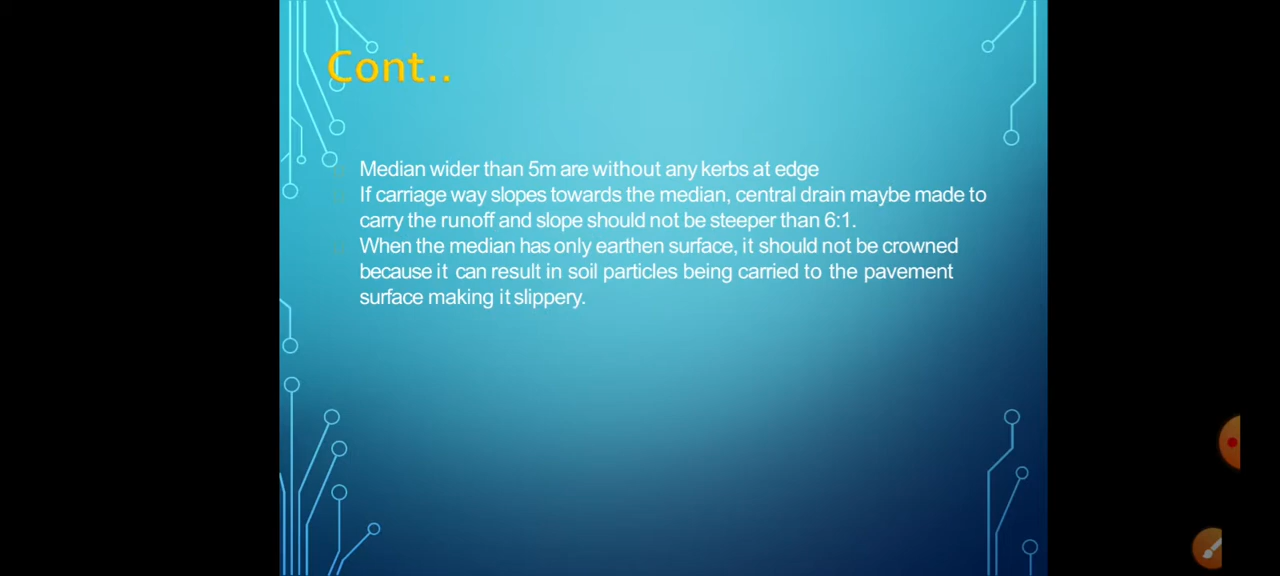 Cont..
Median wider than 5m are without any kerbs at edge
If carriage way slopes towards the median, central drain maybe made to
carry the runoff and slope should not be steeper than 6:1.
When the median has only earthen surface, it should not be crowned
because it can result in soil particles being carried to the pavement
surface making it slippery.